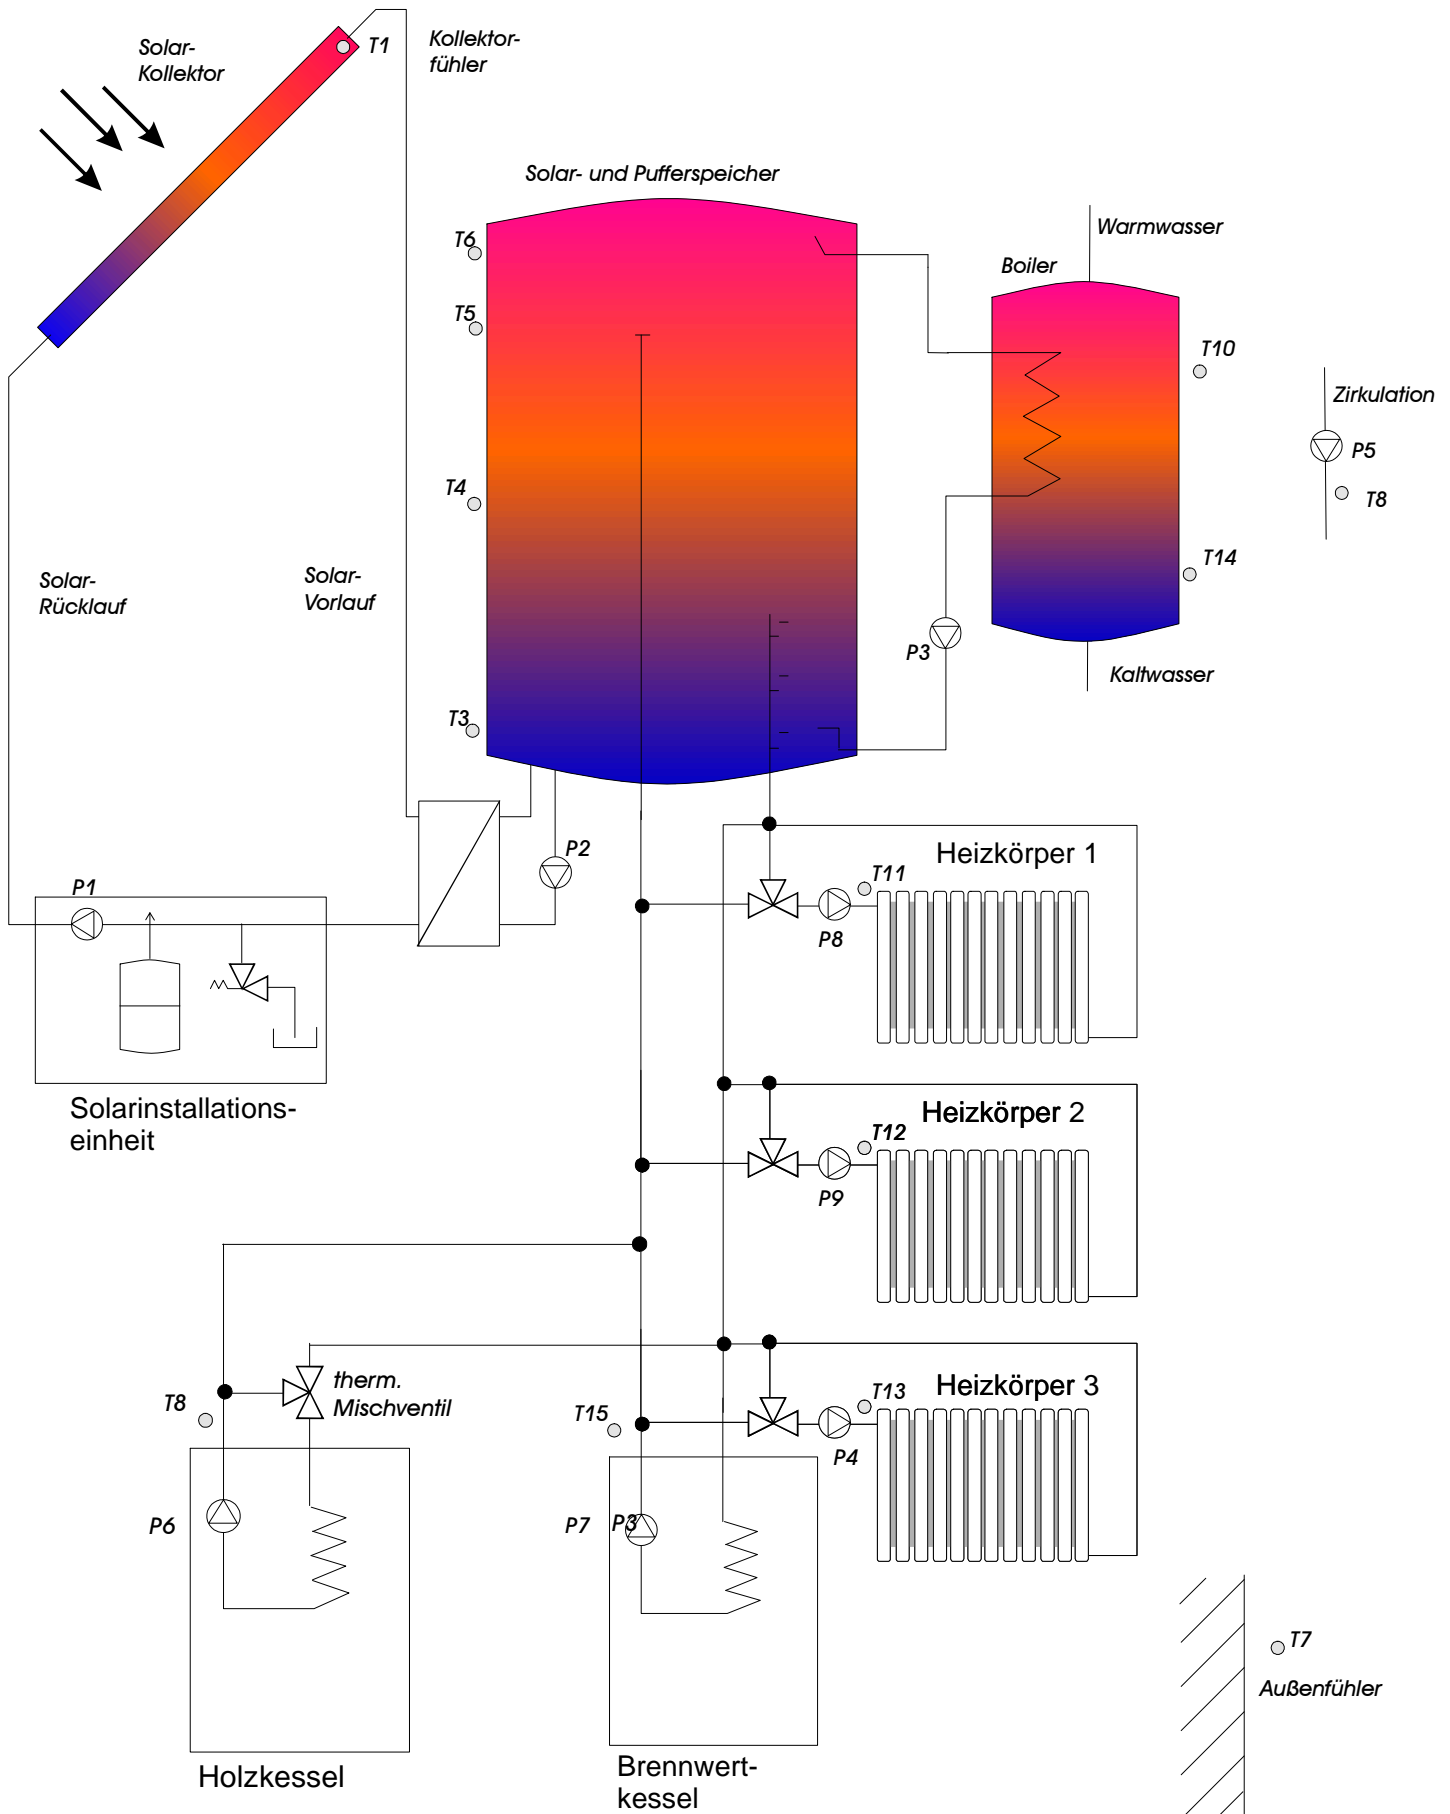 Solar-
Kollektor
T1
Kollektor-
fühler
Solar- und Pufferspeicher
T6
T5
T4
T3
Warmwasser
Boiler
T10
Zirkulation
P5
T8
T14
P3
Kaltwasser
Solar-
Rücklauf
Solar-
Vorlauf
P2
P1
Solarinstallations-
einheit
Heizkörper 1
T11
P8
Heizkörper 2
T12
P9
Heizkörper 3
T13
P4
therm.
Mischventil
T8
T15
P6
P7
P3
Holzkessel
Brennwert-
kessel
T7
Außenfühler